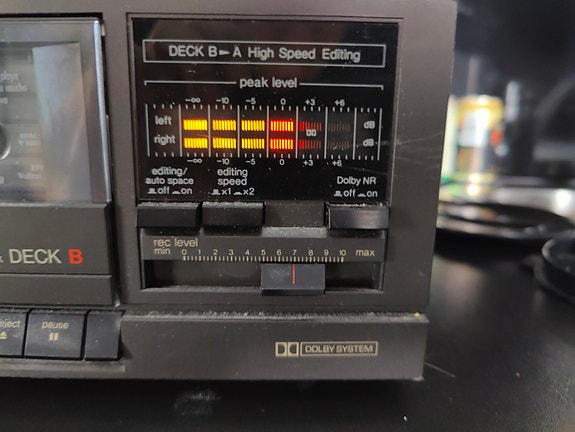 DECK B ► A High Speed Editing
peak level
-∞ -10 -5 0 +3 +6
left dB
right dB
-∞ -10 -5 0 +3 +6
editing/ editing Dolby NR
auto space speed off on
off on x1 x2
rec level
min 0 1 2 3 4 5 6 7 8 9 10 max
DECK B
eject pause
DOLBY SYSTEM